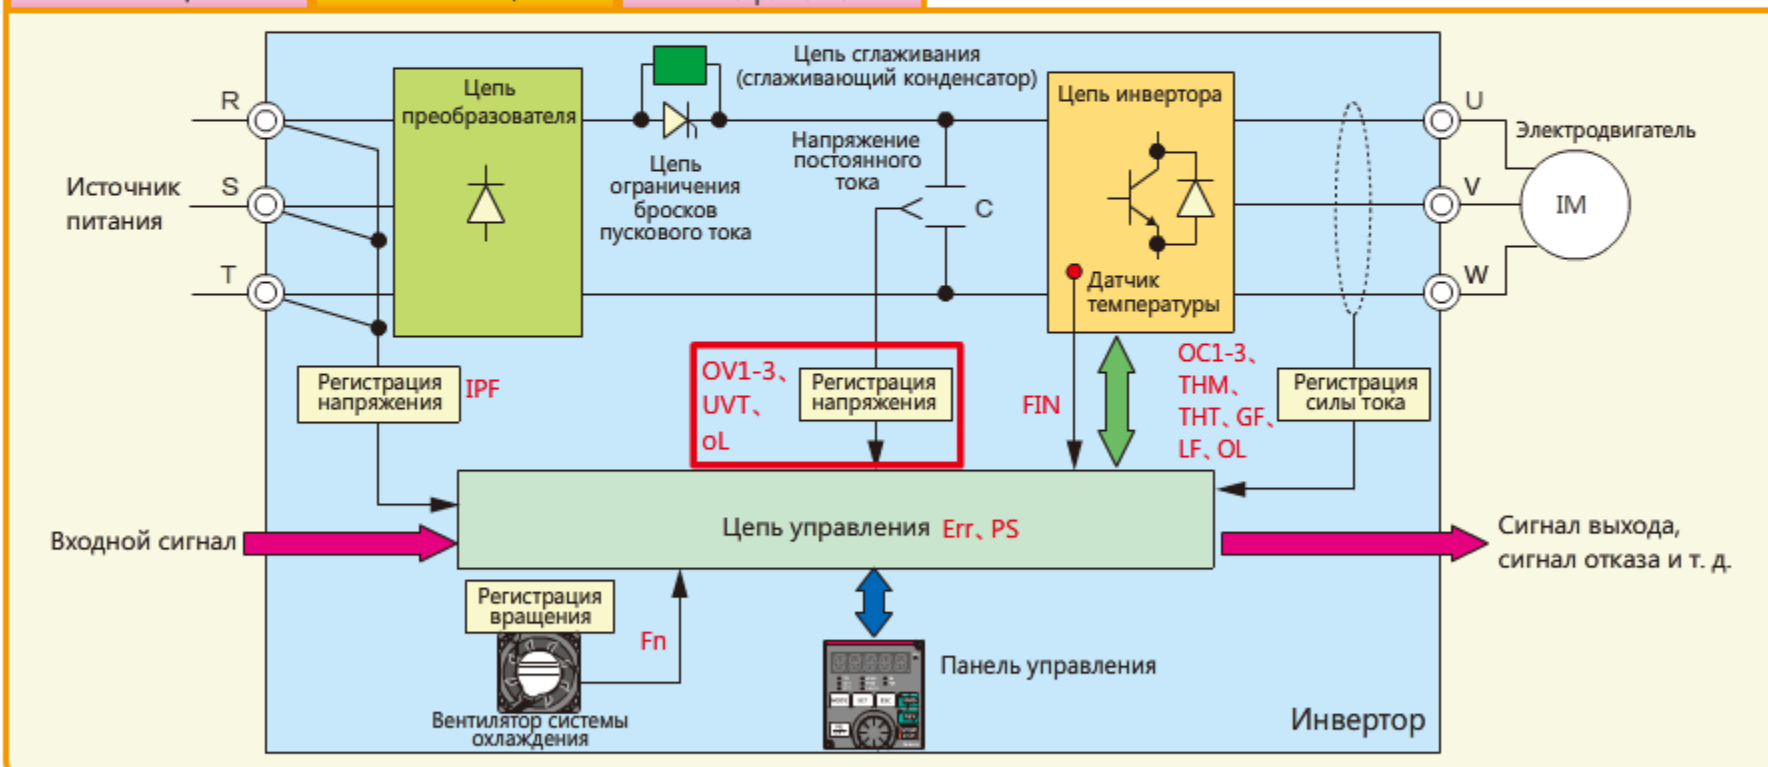 Цепь сглаживания
(сглаживающий конденсатор)
Цепь
преобразователя
Цепь инвертора
R
U
Электродвигатель
Напряжение
постоянного
тока
Цепь
ограничения
бросков
пускового тока
Источник
питания
S
C
V
IM
T
Датчик
температуры
W
Регистрация
напряжения
IPF
OV1-3、
UVT、
oL
Регистрация
напряжения
FIN
OC1-3、
THM、
THT、GF、
LF、OL
Регистрация
силы тока
Входной сигнал
Цепь управления Err、PS
Сигнал выхода,
сигнал отказа и т. д.
Регистрация
вращения
Fn
Панель управления
Вентилятор системы
охлаждения
Инвертор